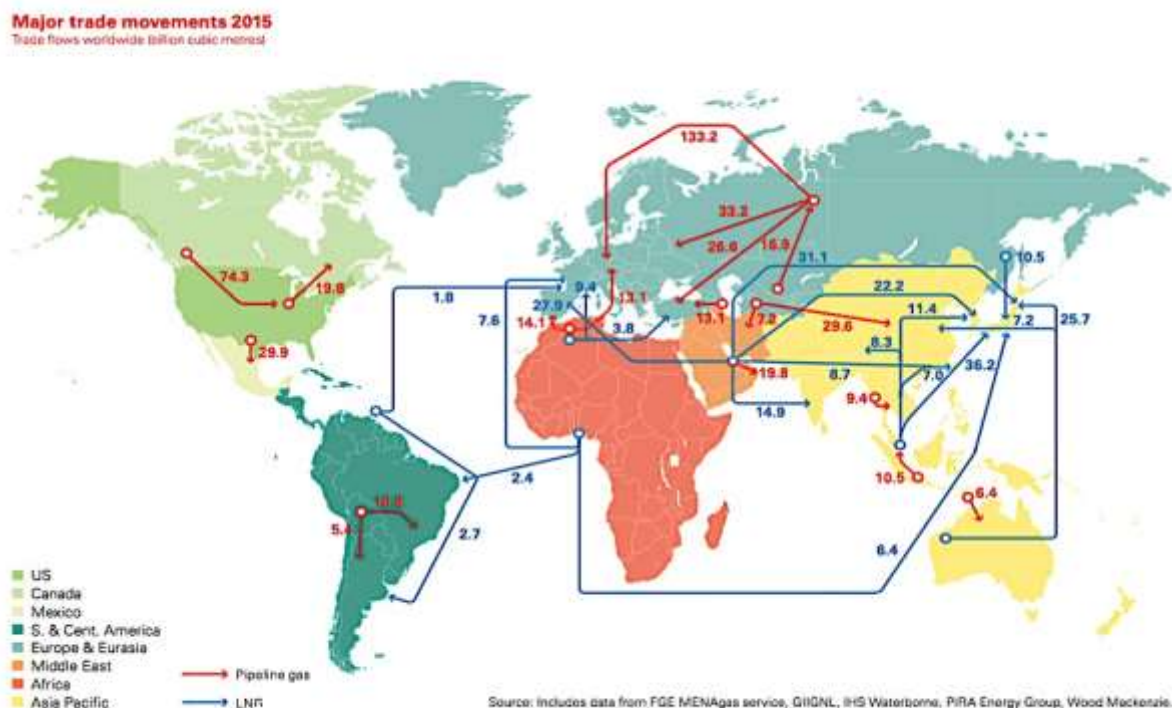 Major trade movements 2015
Trade flows worldwide (billion cubic metres)
133.2
33.2
26.6
16.9
31.1
10.5
74.3
19.8
1.8
9.4
22.2
27.9
13.1
7.6
11.4
14.1
3.8
13.1
7.2
29.6
7.2
25.7
29.9
8.3
19.8
8.7
7.0
36.2
14.9
9.4
2.4
10.5
6.4
5.4
2.7
6.4
US
Canada
Mexico
S. & Cent. America
Europe & Eurasia
Middle East
Africa
Asia Pacific
Pipeline gas
LNG
Source: Includes data from FGE MENAgas service, GIIGNL, IHS Waterborne, PIRA Energy Group, Wood Mackenzie.